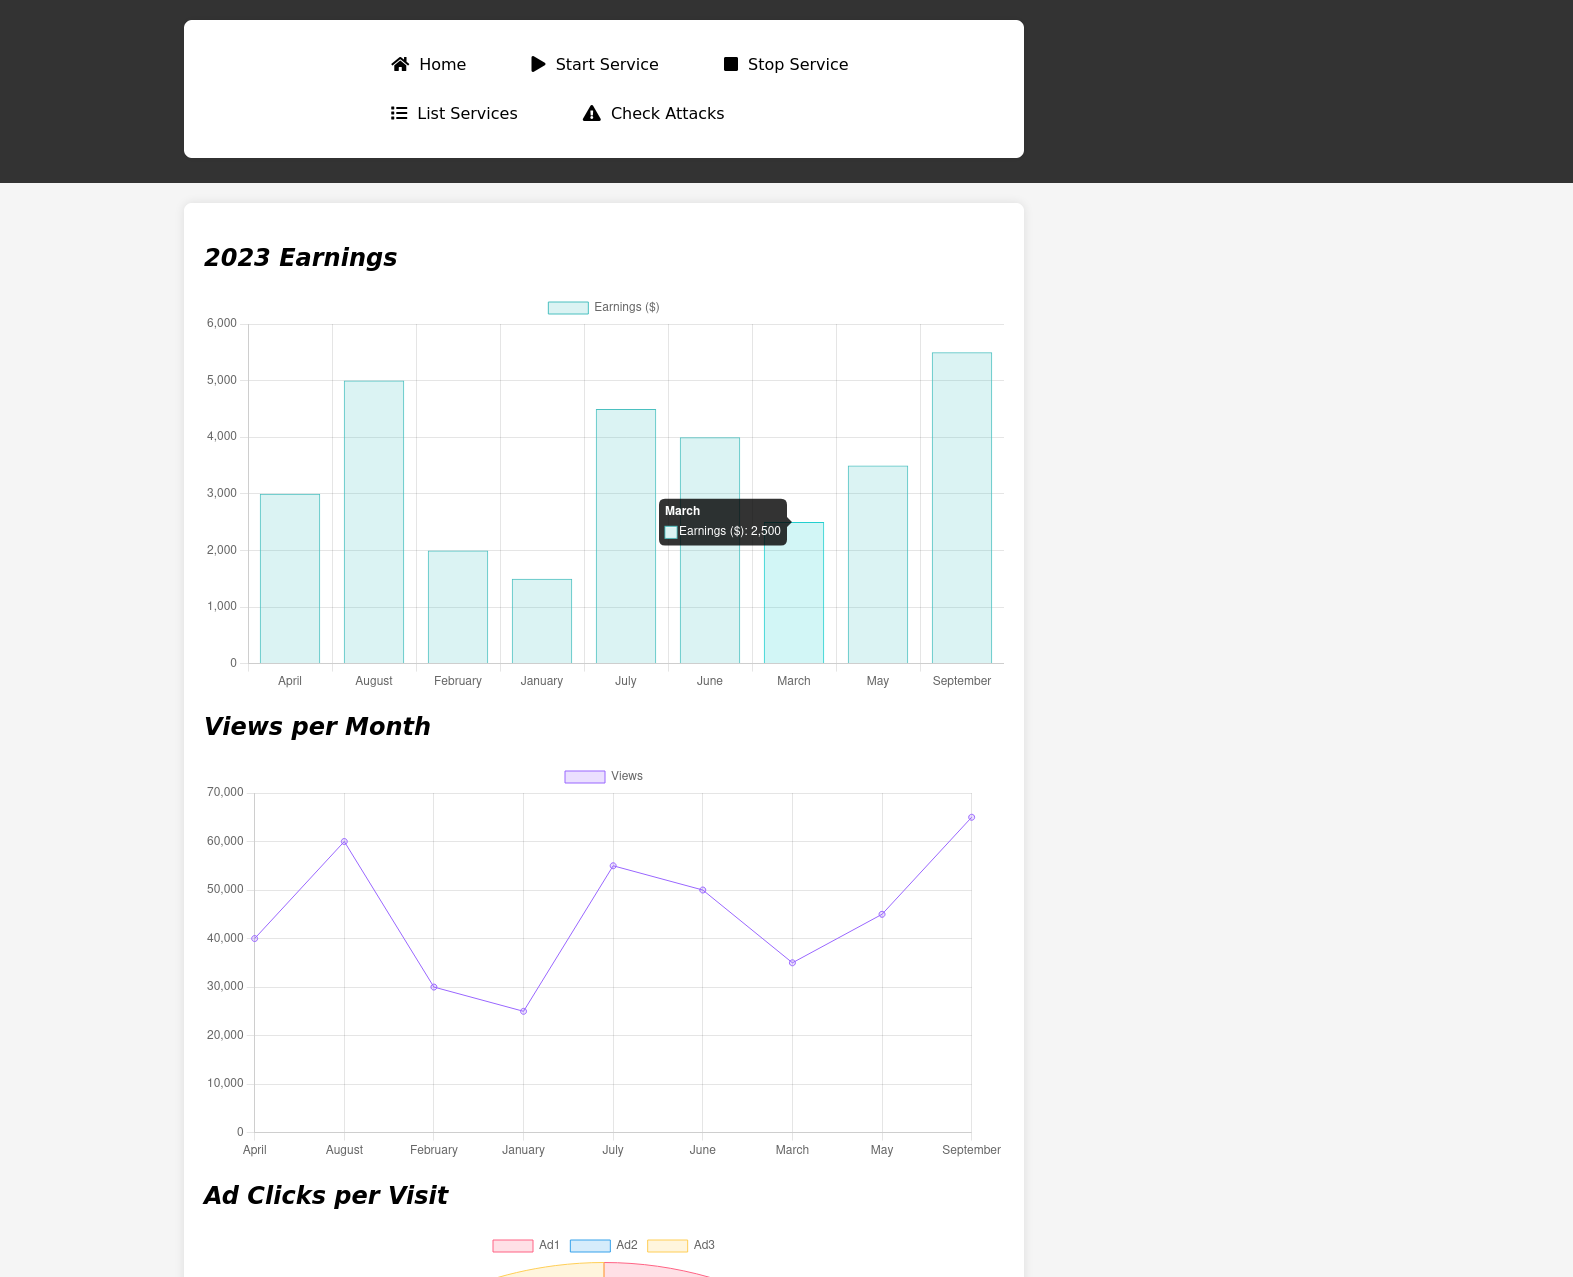 Home Start Service Stop Service
List Services Check Attacks
2023 Earnings
Earnings ($)
6,000
5,000
4,000
3,000
2,000
1,000
0
March
Earnings ($): 2,500
April August February January July June March May September
Views per Month
Views
70,000
60,000
50,000
40,000
30,000
20,000
10,000
0
April August February January July June March May September
Ad Clicks per Visit
Ad1 Ad2 Ad3